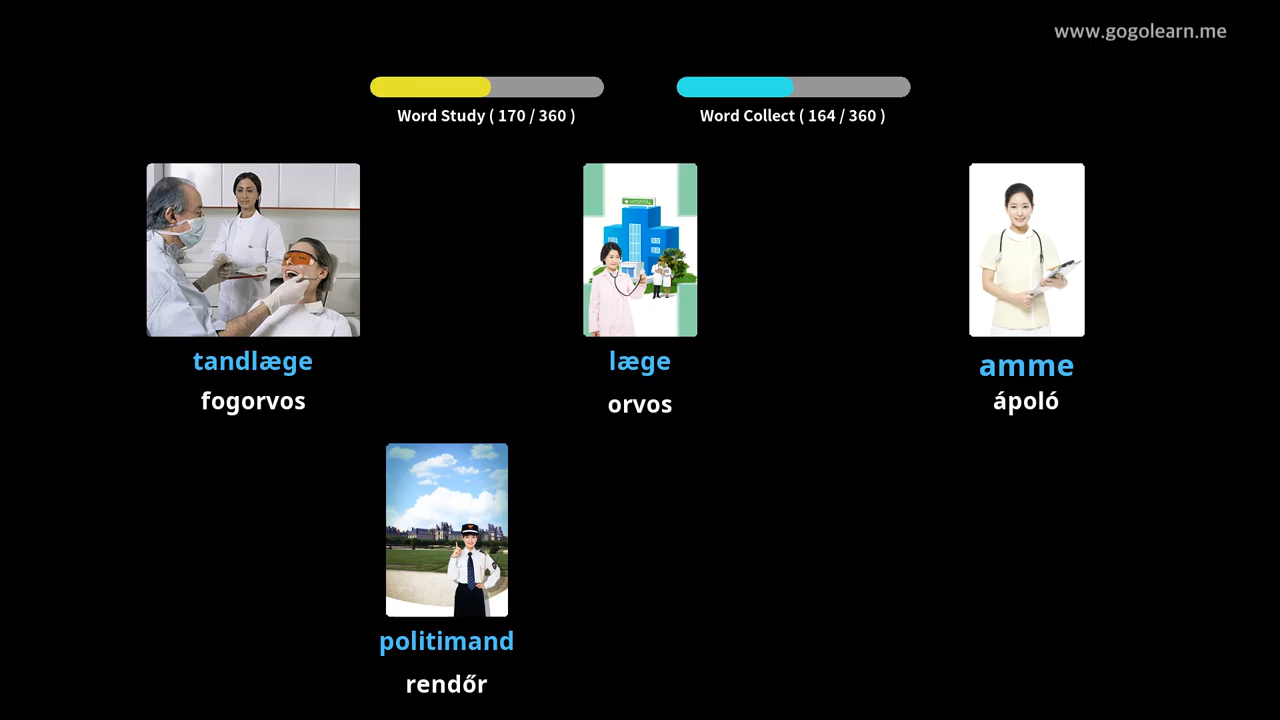 www.gogolearn.me
Word Study ( 170 / 360 )
Word Collect ( 164 / 360 )
HOSPITAL
tandlæge
fogorvos
læge
orvos
amme
ápoló
politimand
rendőr